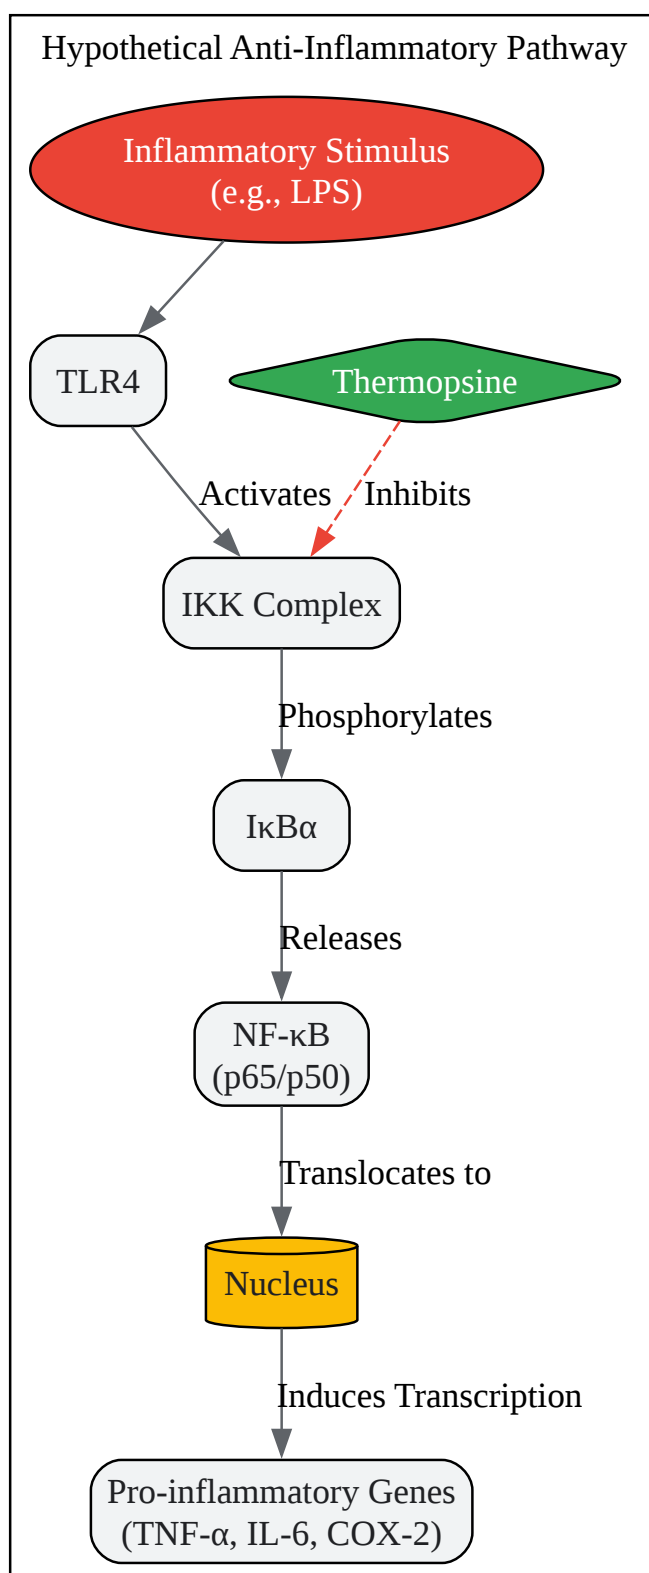 Hypothetical Anti-Inflammatory Pathway
Inflammatory Stimulus
(e.g., LPS)
TLR4
Thermopsine
Activates
Inhibits
IKK Complex
Phosphorylates
IκBα
Releases
NF-κB
(p65/p50)
Translocates to
Nucleus
Induces Transcription
Pro-inflammatory Genes
(TNF-α, IL-6, COX-2)